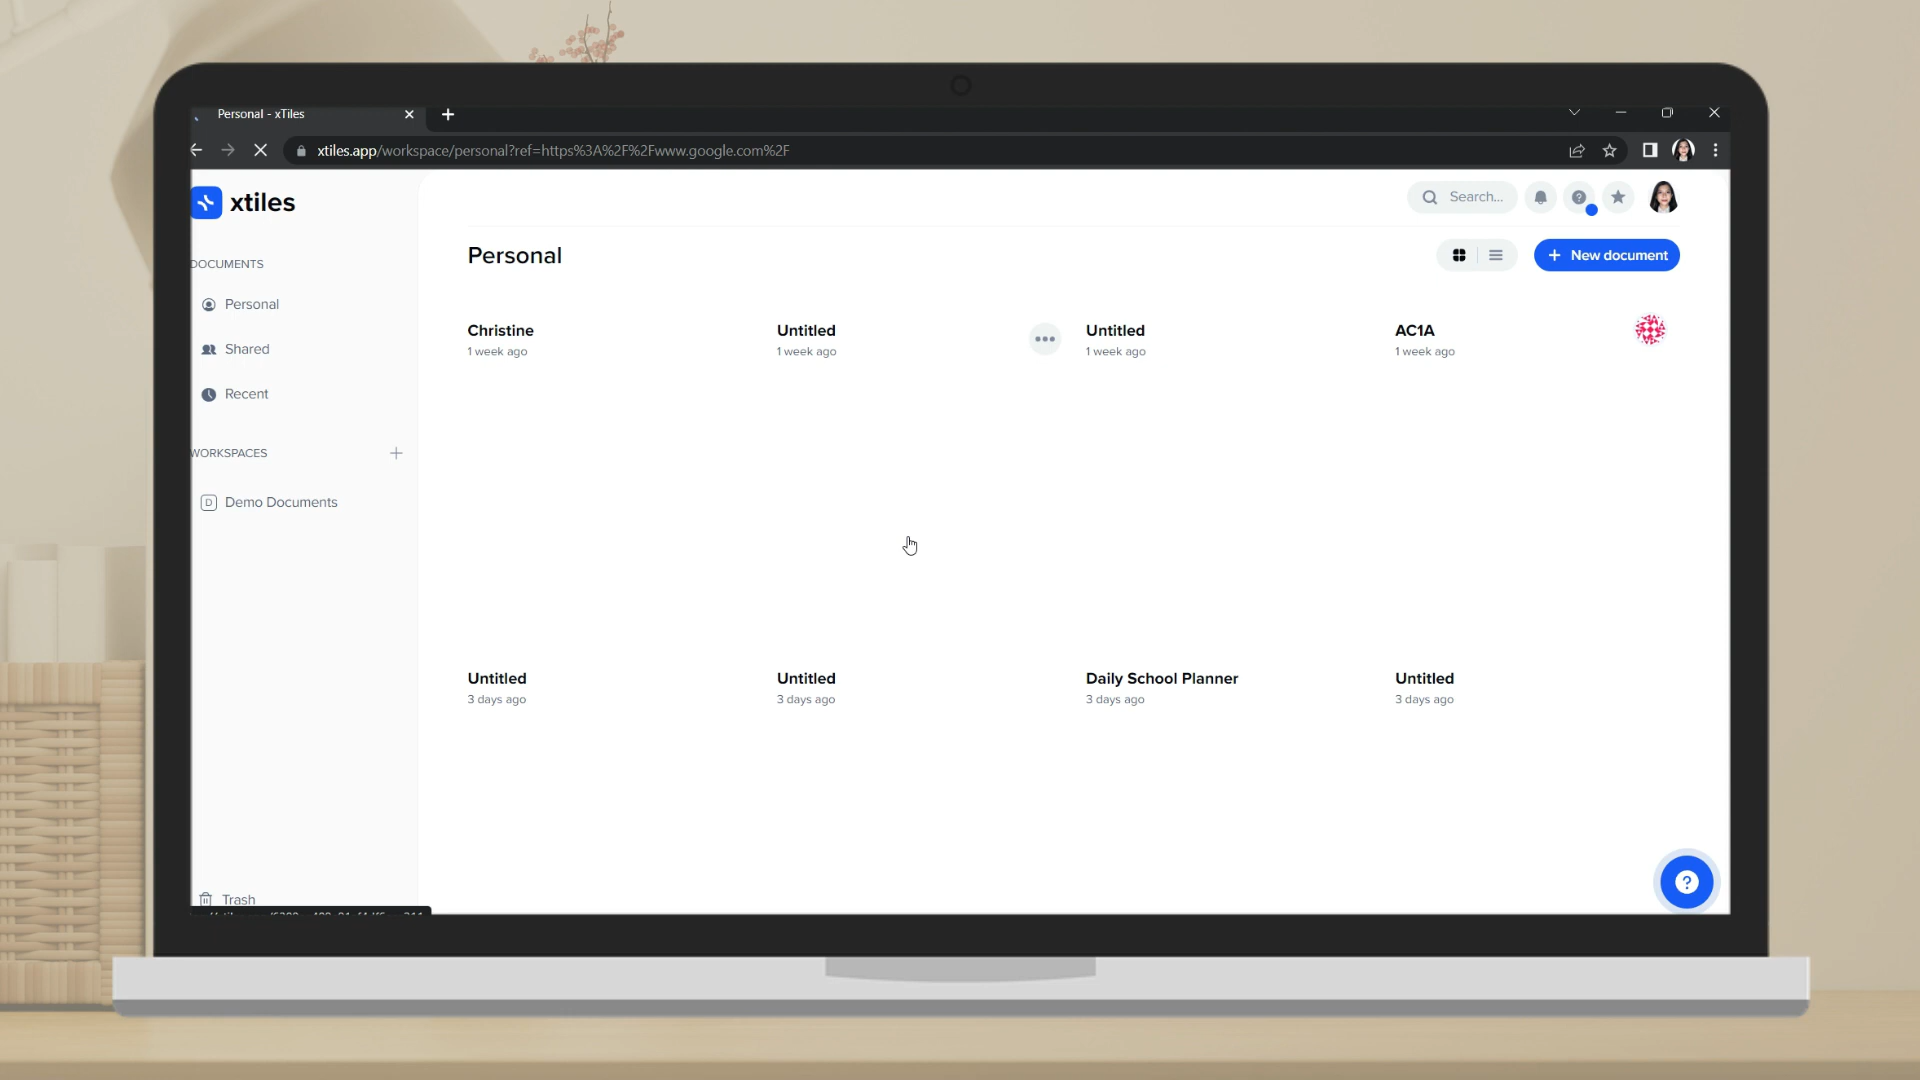 Personal - xTiles
xtiles.app/workspace/personal?ref=https%3A%2F%2Fwww.google.com%2F
xtiles
Search...
DOCUMENTS
Personal
Shared
Recent
WORKSPACES
D Demo Documents
Trash
Personal
New document
Christine
1 week ago
Untitled
1 week ago
Untitled
1 week ago
AC1A
1 week ago
Untitled
3 days ago
Untitled
3 days ago
Daily School Planner
3 days ago
Untitled
3 days ago